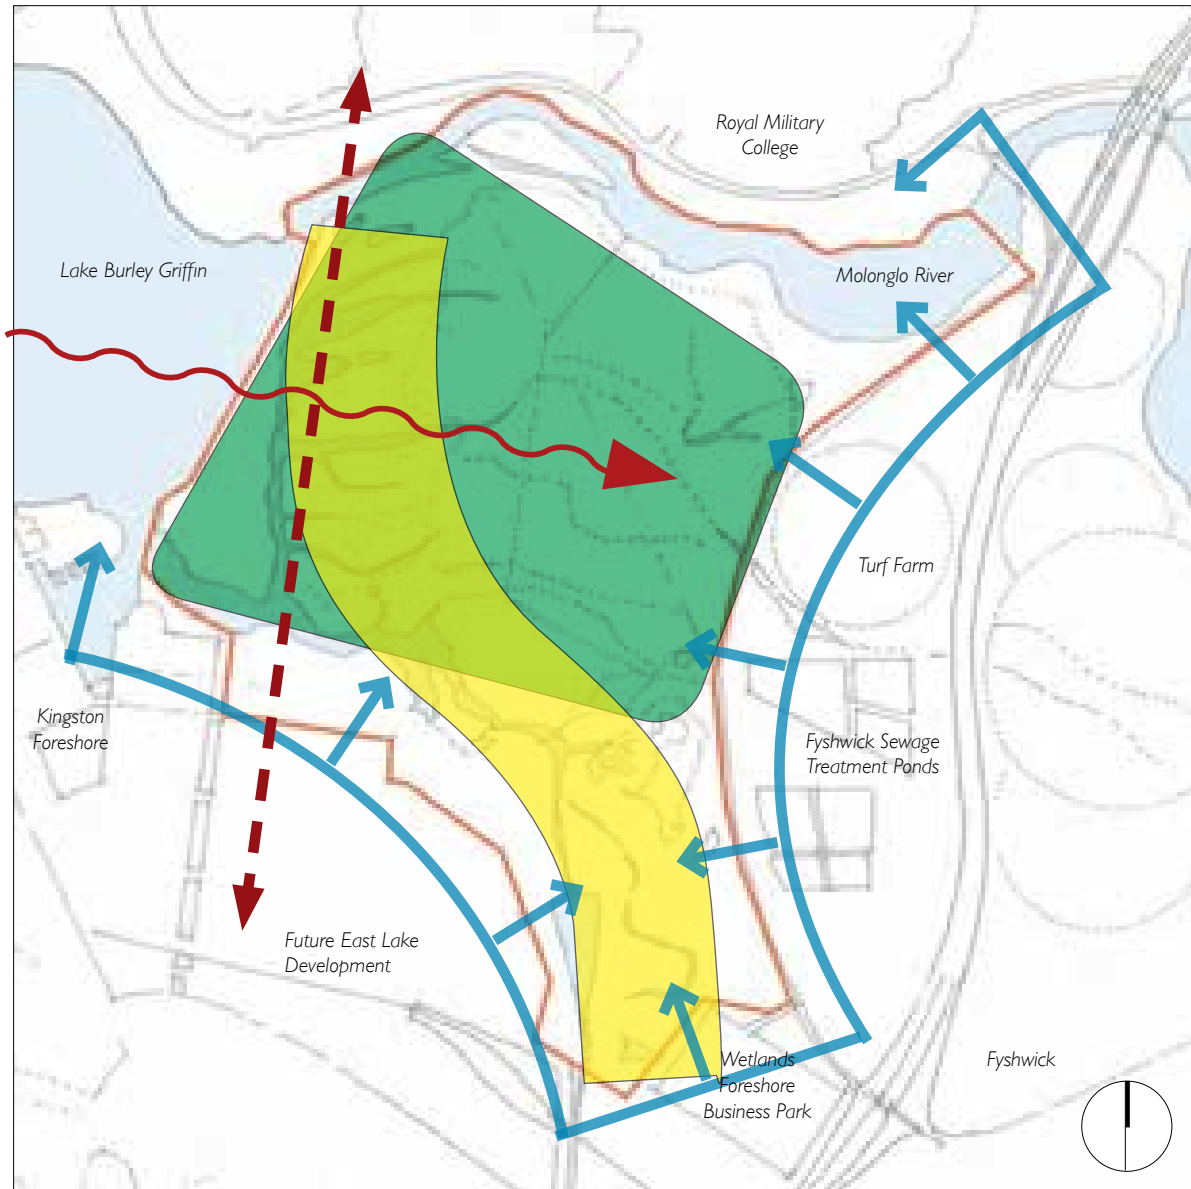 Royal Military
College
Lake Burley Griffin
Molonglo River
Turf Farm
Kingston
Foreshore
Fyshwick Sewage
Treatment Ponds
Future East Lake
Development
Wetlands
Foreshore
Business Park
Fyshwick